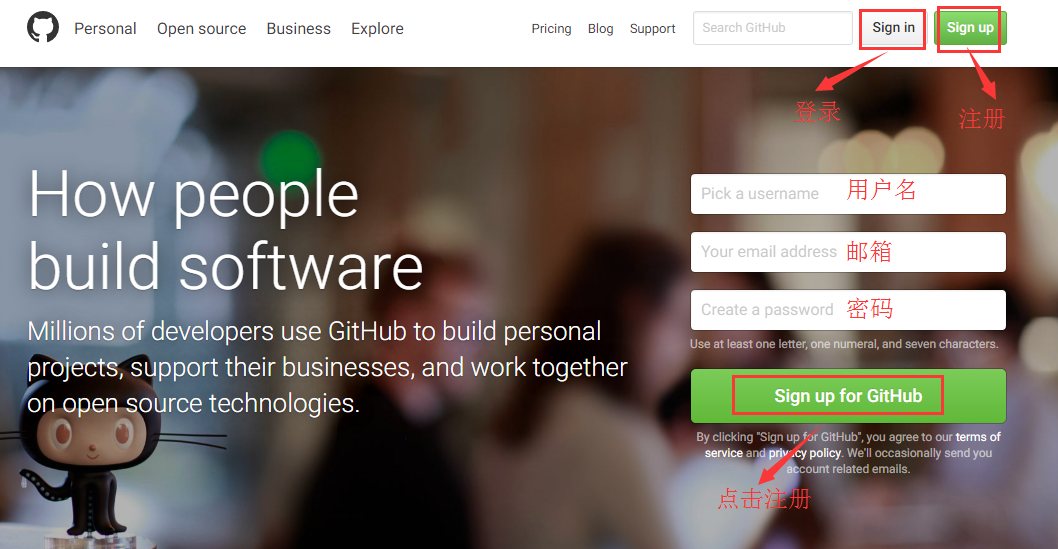 Personal Open source Business Explore Pricing Blog Support Search GitHub Sign in Sign up
登录
注册
How people
build software
Millions of developers use GitHub to build personal
projects, support their businesses, and work together
on open source technologies.
Pick a username 用户名
Your email address 邮箱
Create a password 密码
Use at least one letter, one numeral, and seven characters.
Sign up for GitHub
By clicking "Sign up for GitHub", you agree to our terms of
service and privacy policy. We'll occasionally send you
account related emails.
点击注册